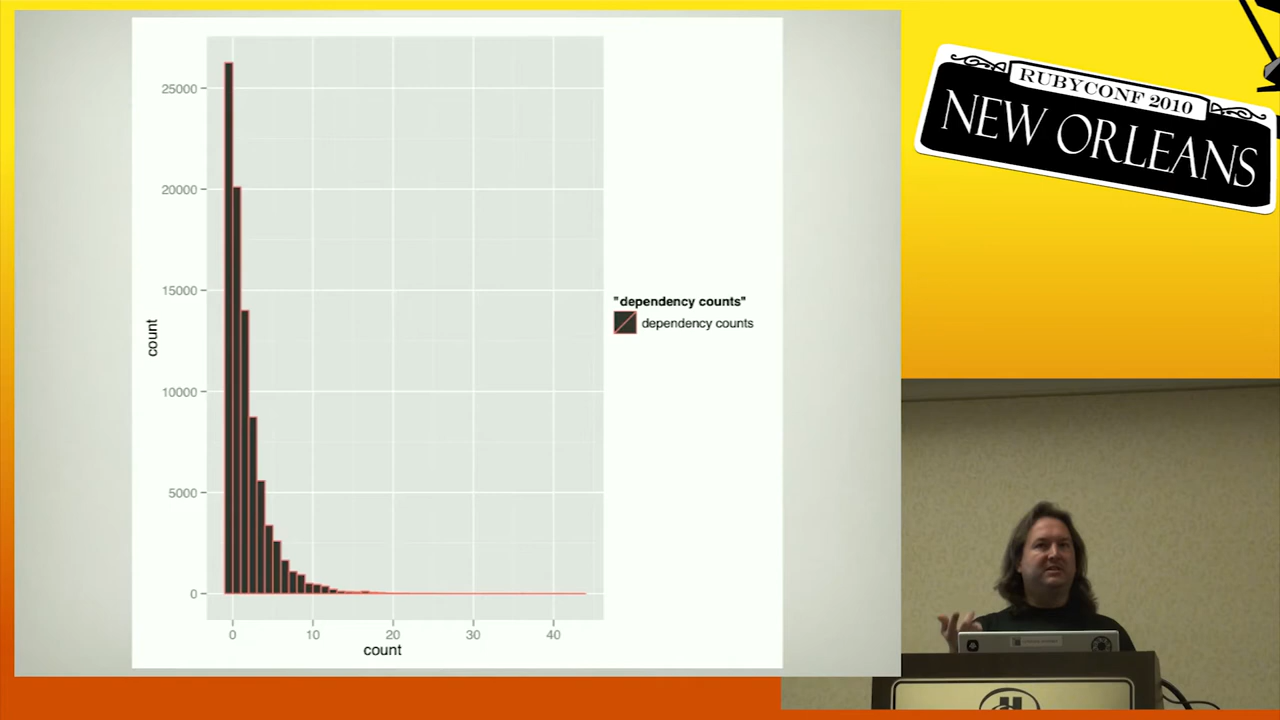 25000
20000
15000
10000
5000
0
count
0 10 20 30 40
count
"dependency counts"
dependency counts
RUBYCONF 2010
NEW ORLEANS
H